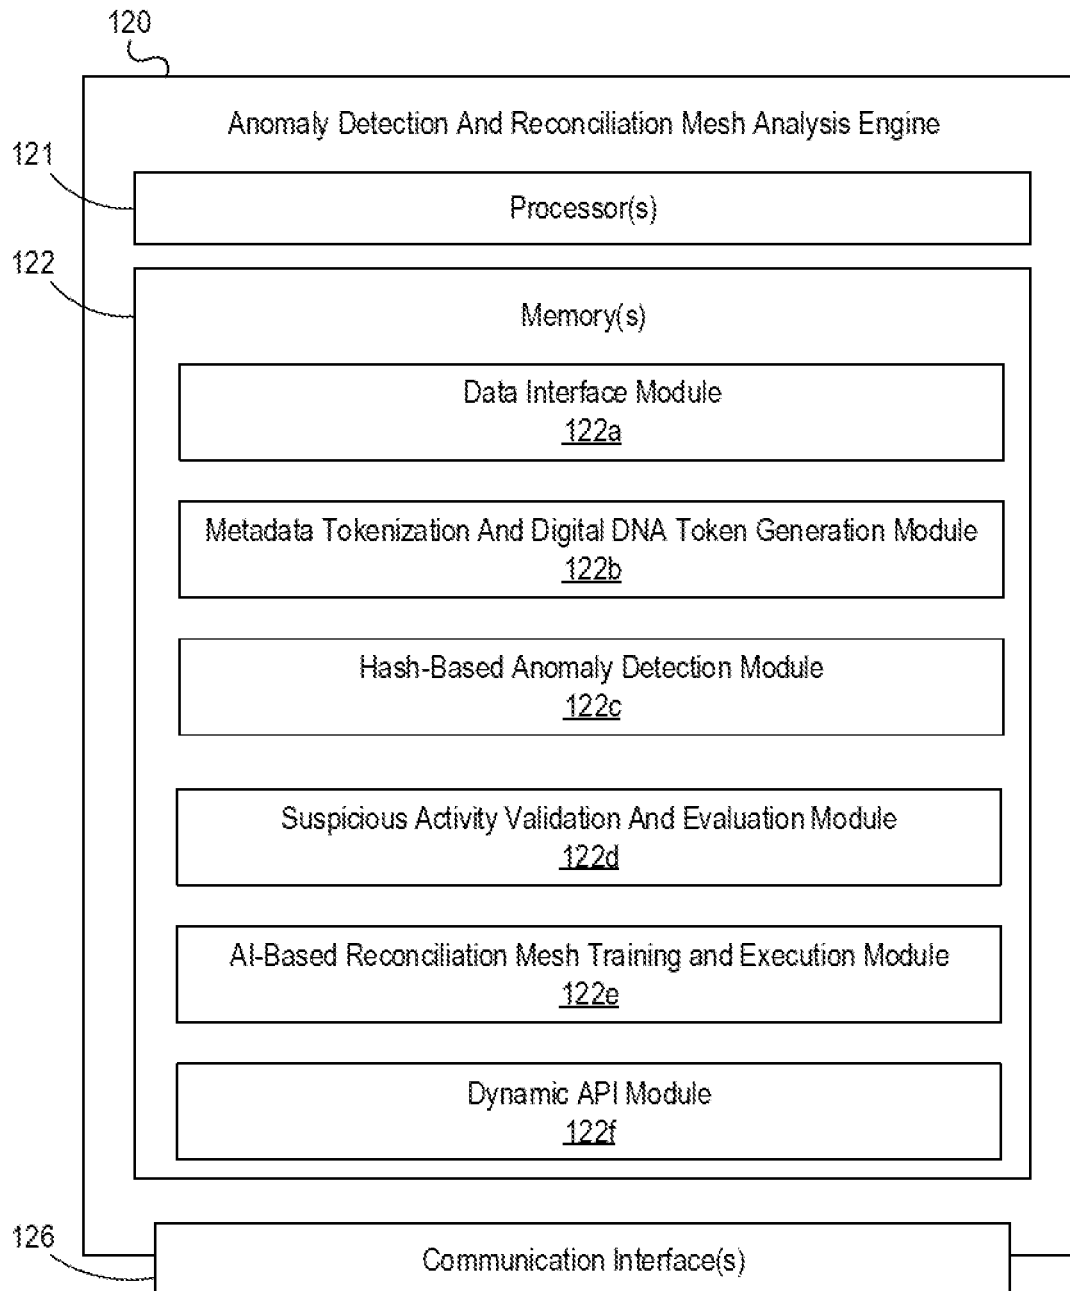 120
Anomaly Detection And Reconciliation Mesh Analysis Engine
121
Processor(s)
122
Memory(s)
Data Interface Module
122a
Metadata Tokenization And Digital DNA Token Generation Module
122b
Hash-Based Anomaly Detection Module
122c
Suspicious Activity Validation And Evaluation Module
122d
AI-Based Reconciliation Mesh Training and Execution Module
122e
Dynamic API Module
122f
126
Communication Interface(s)